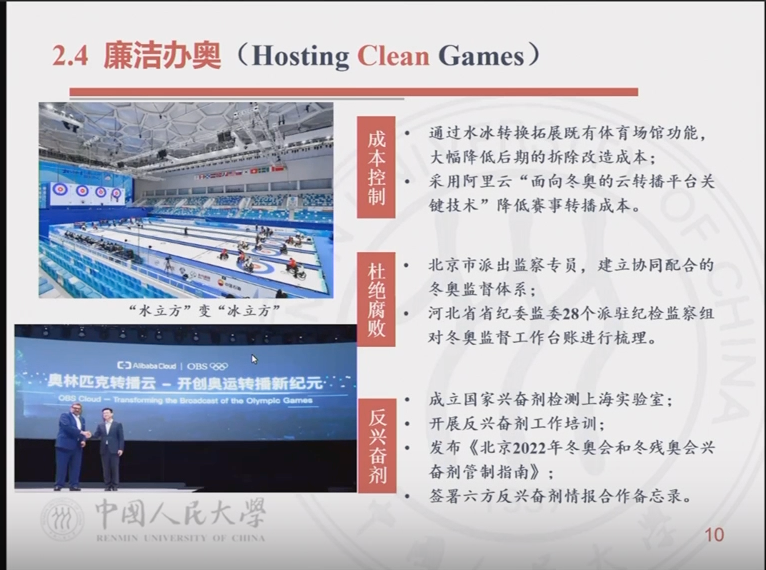 2.4 廉洁办奥（Hosting Clean Games）
成本控制
• 通过水冰转换拓展既有体育场馆功能，
大幅降低后期的拆除改造成本；
• 采用阿里云“面向冬奥的云转播平台关
键技术”降低赛事转播成本。
“水立方”变“冰立方”
杜绝腐败
• 北京市派出监察专员，建立协同配合的
冬奥监督体系；
• 河北省省纪委监委28个派驻纪检监察组
对冬奥监督工作台账进行梳理。
Alibaba Cloud | OBS
奥林匹克转播云 - 开创奥运转播新纪元
OBS Cloud - Transforming the Broadcast of the Olympic Games
反兴奋剂
• 成立国家兴奋剂检测上海实验室；
• 开展反兴奋剂工作培训；
• 发布《北京2022年冬奥会和冬残奥会兴
奋剂管制指南》；
• 签署六方反兴奋剂情报合作备忘录。
中國人民大學
RENMIN UNIVERSITY OF CHINA
10